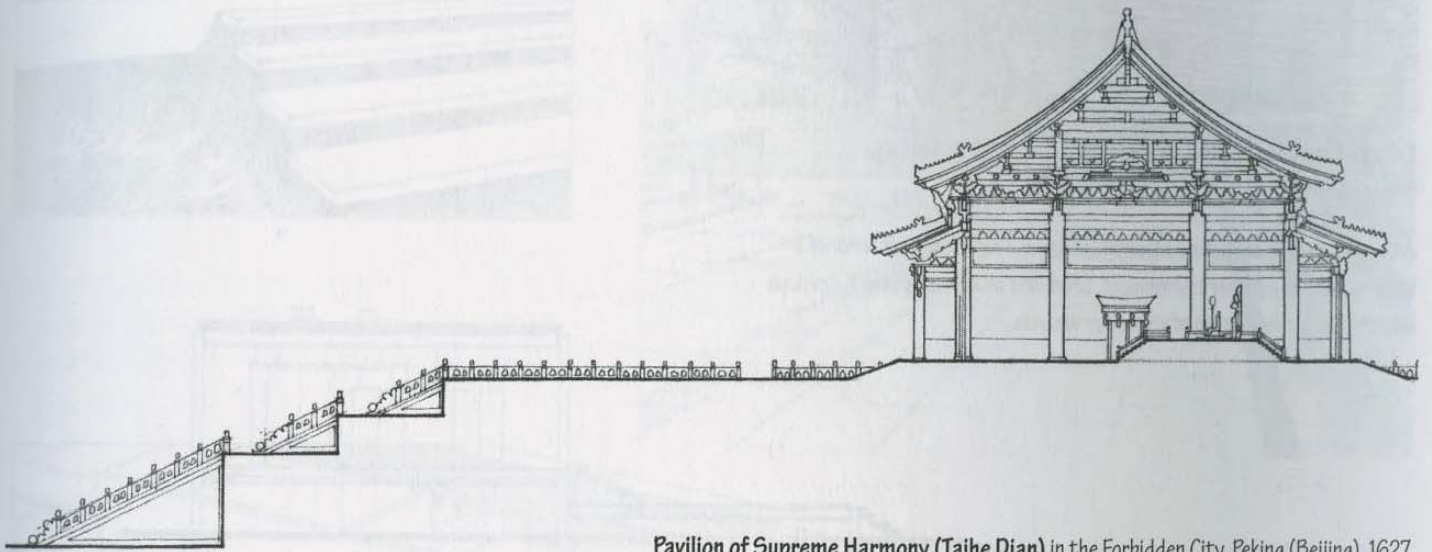 Pavilion of Supreme Harmony (Taihe Dian) in the Forbidden City, Peking (Beijing), 1627